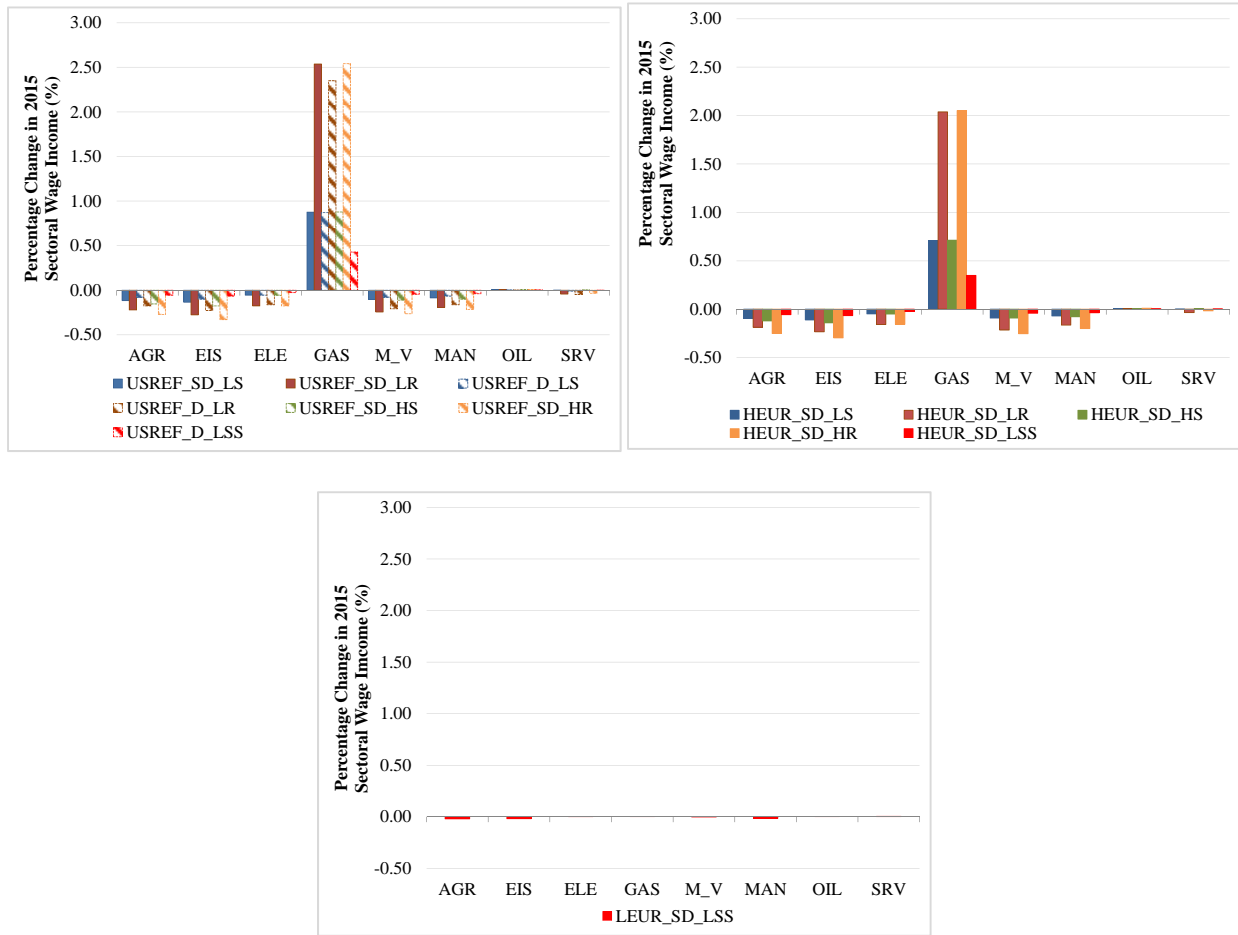 Percentage Change in 2015
Sectoral Wage Income (%)
3.00
2.50
2.00
1.50
1.00
0.50
0.00
-0.50
AGR EIS ELE GAS M_V MAN OIL SRV
USREF_SD_LS USREF_SD_LR USREF_D_LS
USREF_D_LR USREF_SD_HS USREF_SD_HR
USREF_D_LSS
Percentage Change in 2015
Sectoral Wage Income (%)
3.00
2.50
2.00
1.50
1.00
0.50
0.00
-0.50
AGR EIS ELE GAS M_V MAN OIL SRV
HEUR_SD_LS HEUR_SD_LR HEUR_SD_HS
HEUR_SD_HR HEUR_SD_LSS
Percentage Change in 2015
Sectoral Wage Imcome (%)
3.00
2.50
2.00
1.50
1.00
0.50
0.00
-0.50
AGR EIS ELE GAS M_V MAN OIL SRV
LEUR_SD_LSS